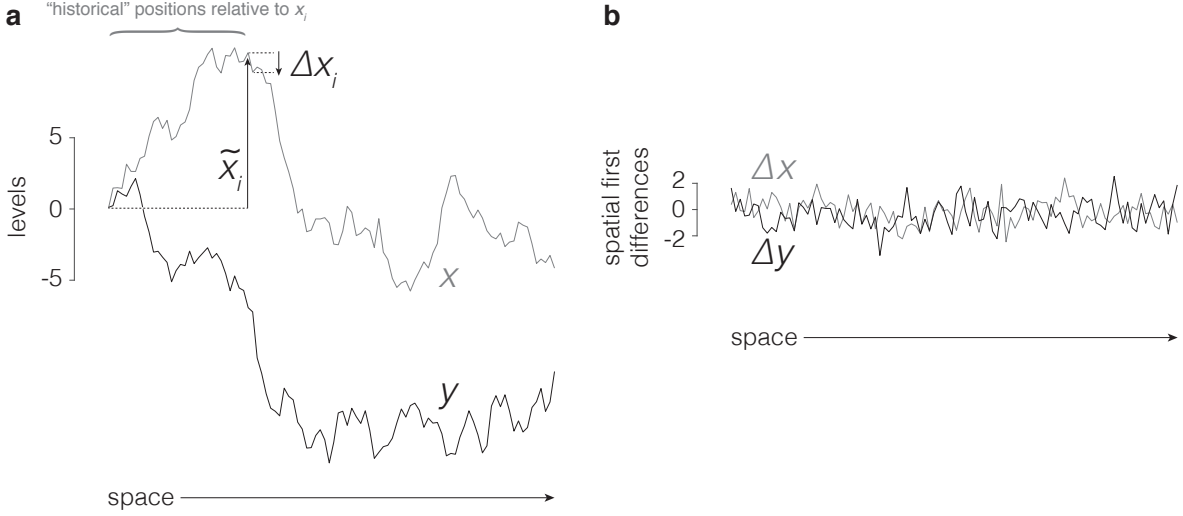 "historical" positions relative to xᵢ
a
Δxᵢ
5
x̃ᵢ
levels
0
-5
x
y
space
b
spatial first
differences
2
0
-2
Δx
Δy
space